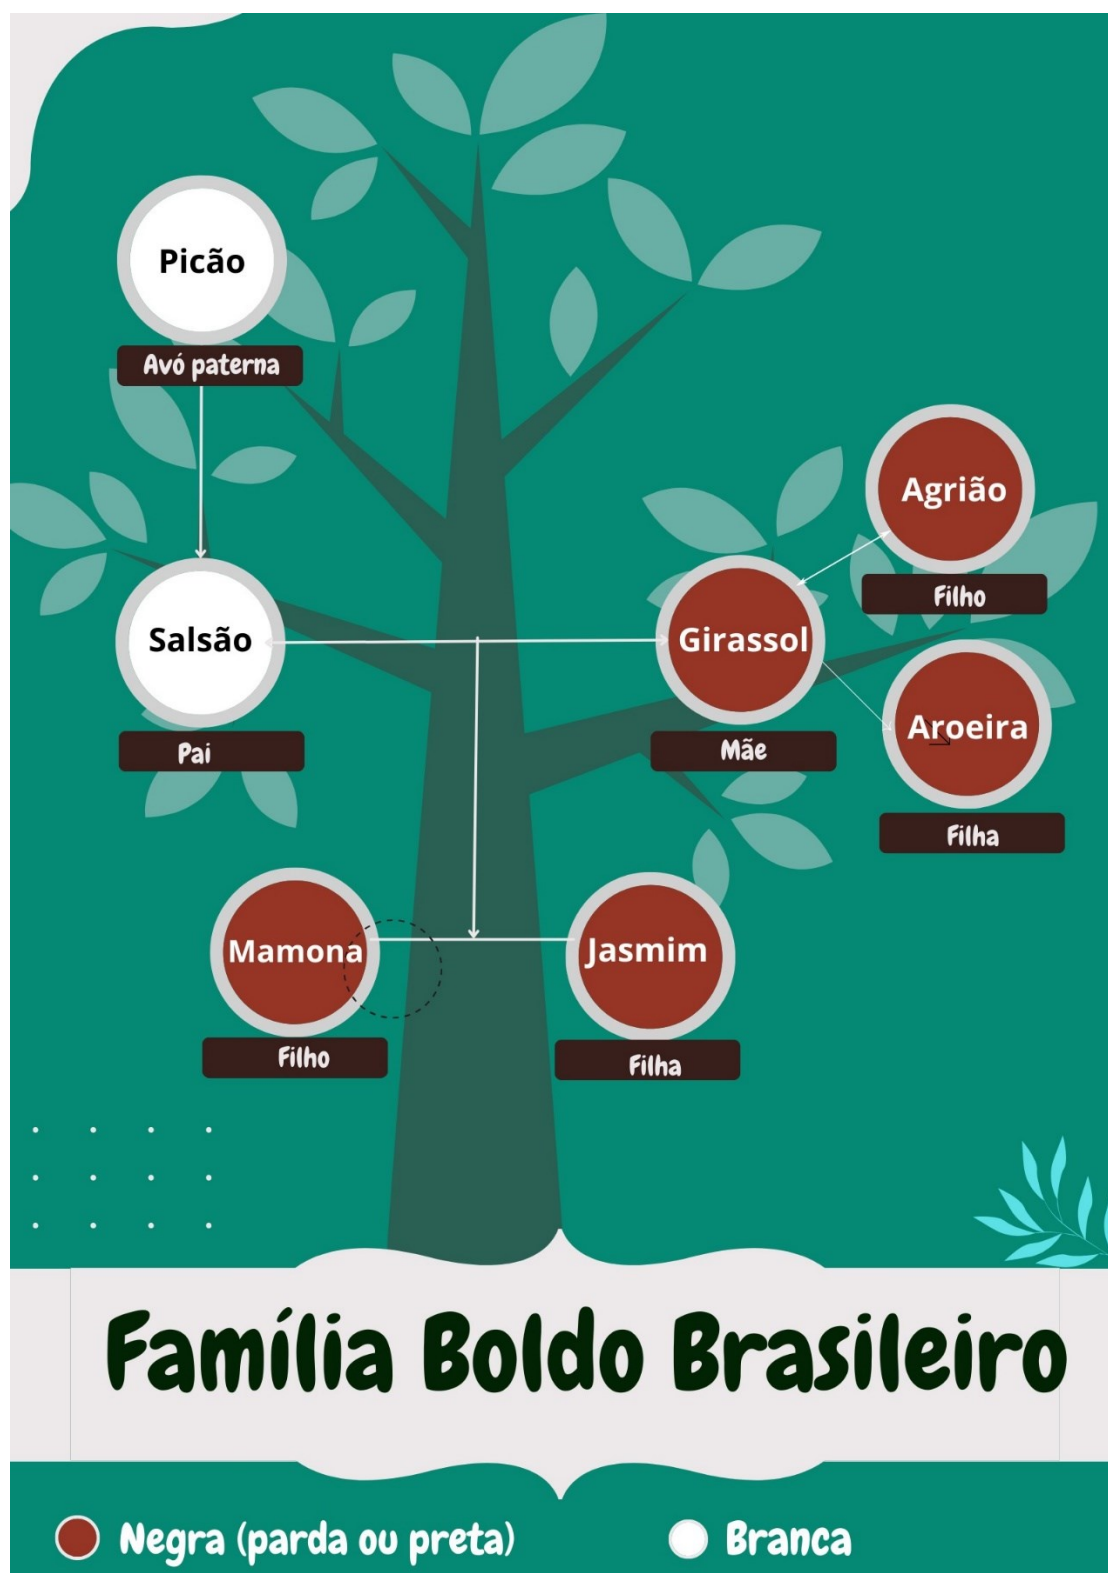 Picão
Avó paterna
Agrião
Filho
Salsão
Pai
Girassol
Mãe
Aroeira
Filha
Mamona
Filho
Jasmim
Filha
Família Boldo Brasileiro
Negra (parda ou preta)
Branca